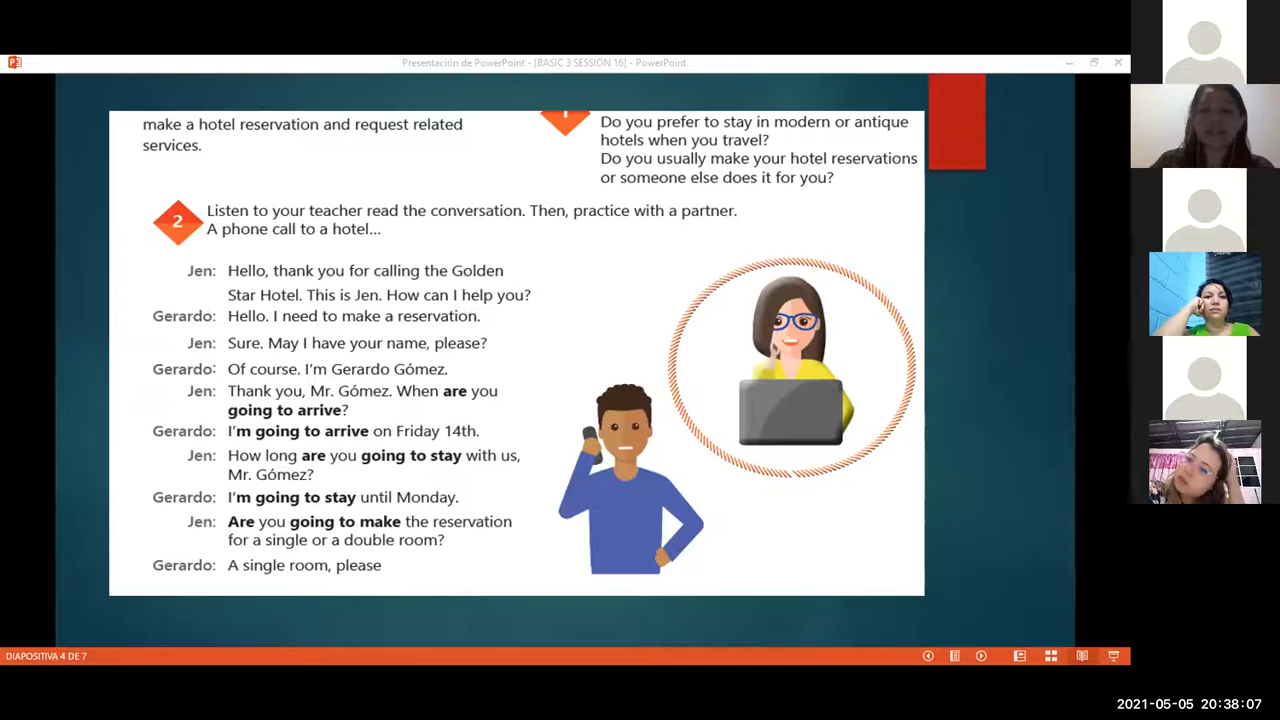 Presentación de PowerPoint - [BASIC 3 SESSION 16] - PowerPoint
make a hotel reservation and request related
services.
Do you prefer to stay in modern or antique
hotels when you travel?
Do you usually make your hotel reservations
or someone else does it for you?
2
Listen to your teacher read the conversation. Then, practice with a partner.
A phone call to a hotel...
Jen: Hello, thank you for calling the Golden
Star Hotel. This is Jen. How can I help you?
Gerardo: Hello. I need to make a reservation.
Jen: Sure. May I have your name, please?
Gerardo: Of course. I'm Gerardo Gómez.
Jen: Thank you, Mr. Gómez. When are you
going to arrive?
Gerardo: I'm going to arrive on Friday 14th.
Jen: How long are you going to stay with us,
Mr. Gómez?
Gerardo: I'm going to stay until Monday.
Jen: Are you going to make the reservation
for a single or a double room?
Gerardo: A single room, please
DIAPOSITIVA 4 DE 7
2021-05-05 20:38:07